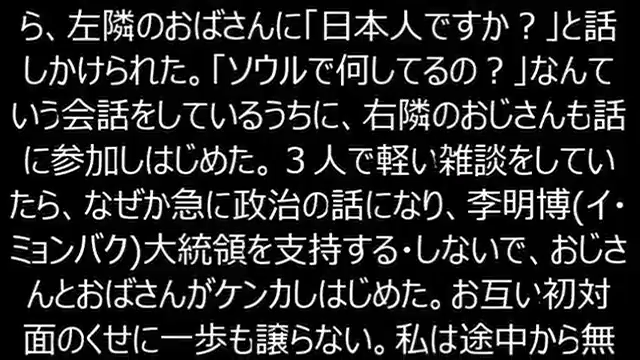 ら、左隣のおばさんに「日本人ですか？」と話
しかけられた。「ソウルで何してるの？」なんて
いう会話をしているうちに、右隣のおじさんも話
に参加しはじめた。３人で軽い雑談をしてい
たら、なぜか急に政治の話になり、李明博(イ・
ミョンバク)大統領を支持する・しないで、おじさ
んとおばさんがケンカしはじめた。お互い初対
面のくせに一歩も譲らない。私は途中から無